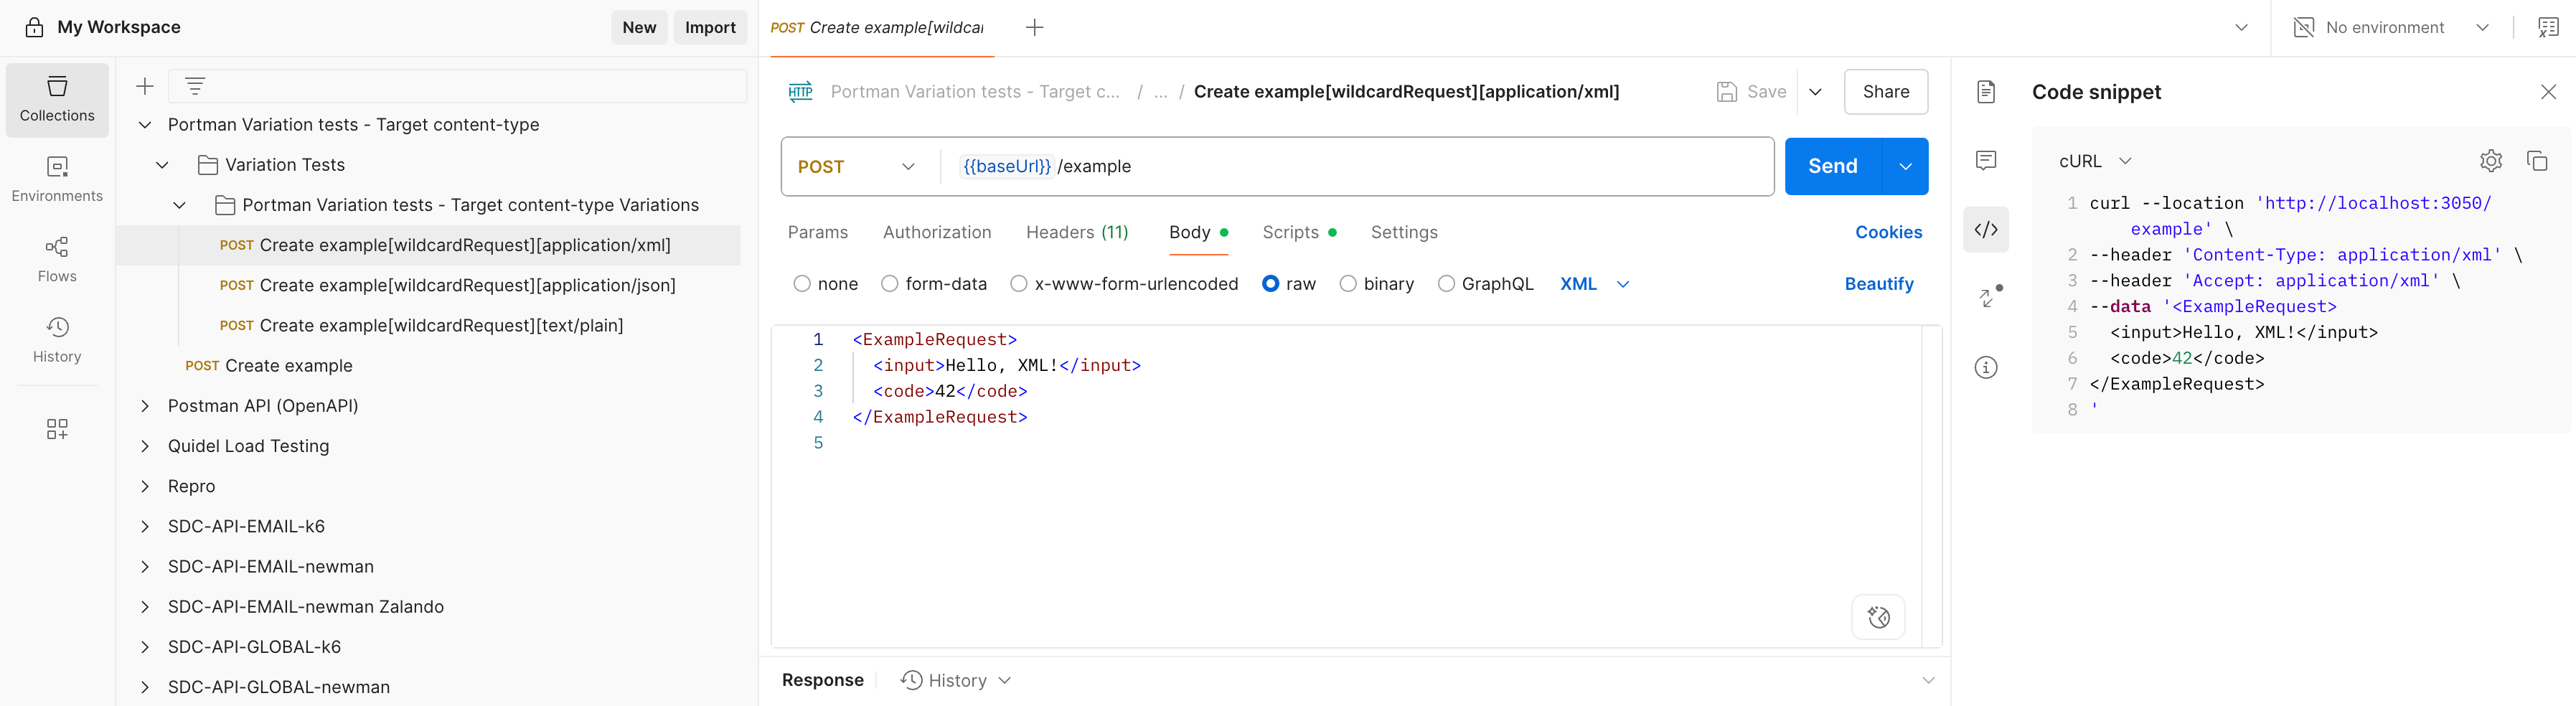 My Workspace
New
Import
POST Create example[wildcar
No environment
Collections
Environments
Flows
History
Portman Variation tests - Target content-type
Variation Tests
Portman Variation tests - Target content-type Variations
POST Create example[wildcardRequest][application/xml]
POST Create example[wildcardRequest][application/json]
POST Create example[wildcardRequest][text/plain]
POST Create example
Postman API (OpenAPI)
Quidel Load Testing
Repro
SDC-API-EMAIL-k6
SDC-API-EMAIL-newman
SDC-API-EMAIL-newman Zalando
SDC-API-GLOBAL-k6
SDC-API-GLOBAL-newman
HTTP Portman Variation tests - Target c... / ... / Create example[wildcardRequest][application/xml]
Save
Share
POST {{baseUrl}}/example
Send
Params Authorization Headers (11) Body Scripts Settings
Cookies
none form-data x-www-form-urlencoded raw binary GraphQL XML
Beautify
1 <ExampleRequest>
2 <input>Hello, XML!</input>
3 <code>42</code>
4 </ExampleRequest>
5
Response History
Code snippet
cURL
1 curl --location 'http://localhost:3050/
example' \
2 --header 'Content-Type: application/xml' \
3 --header 'Accept: application/xml' \
4 --data '<ExampleRequest>
5 <input>Hello, XML!</input>
6 <code>42</code>
7 </ExampleRequest>
8 '